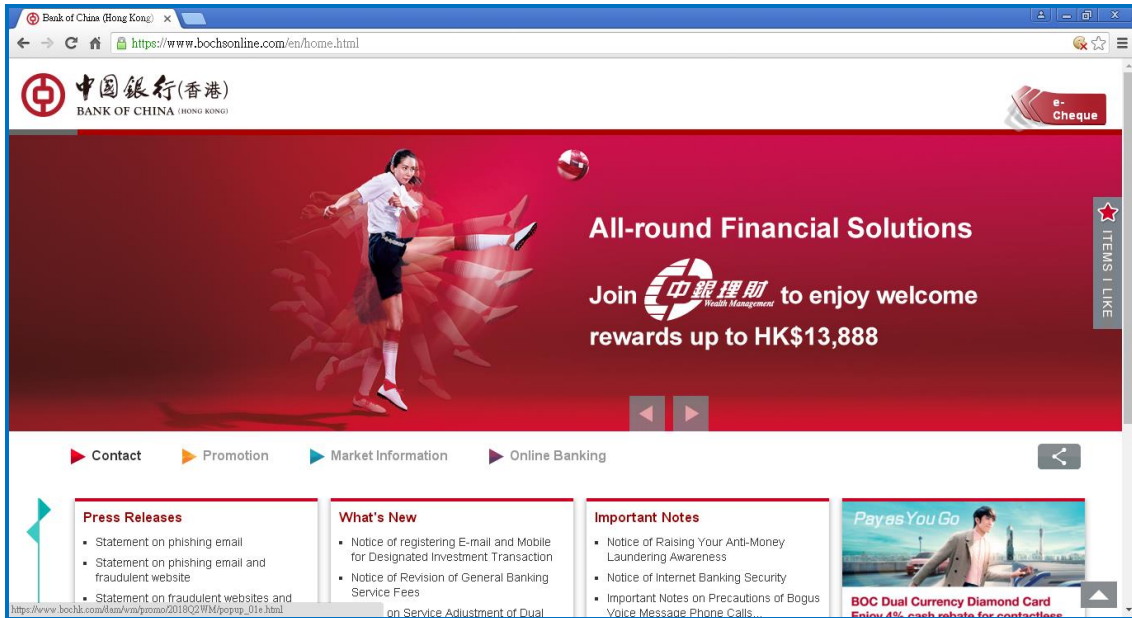 Bank of China (Hong Kong)
https://www.bochsonline.com/en/home.html
中國銀行(香港)
BANK OF CHINA (HONG KONG)
e-
Cheque
All-round Financial Solutions
Join 中銀理財 Wealth Management to enjoy welcome
rewards up to HK$13,888
ITEMS I LIKE
Contact
Promotion
Market Information
Online Banking
Press Releases
Statement on phishing email
Statement on phishing email and
fraudulent website
Statement on fraudulent websites and
What's New
Notice of registering E-mail and Mobile
for Designated Investment Transaction
Notice of Revision of General Banking
Service Fees
on Service Adjustment of Dual
Important Notes
Notice of Raising Your Anti-Money
Laundering Awareness
Notice of Internet Banking Security
Important Notes on Precautions of Bogus
Voice Message Phone Calls...
Pay as You Go
BOC Dual Currency Diamond Card
Enjoy 4% cash rebate for contactless
https://www.bochk.com/dam/wm/promo/2018Q2WM/popup_01e.html